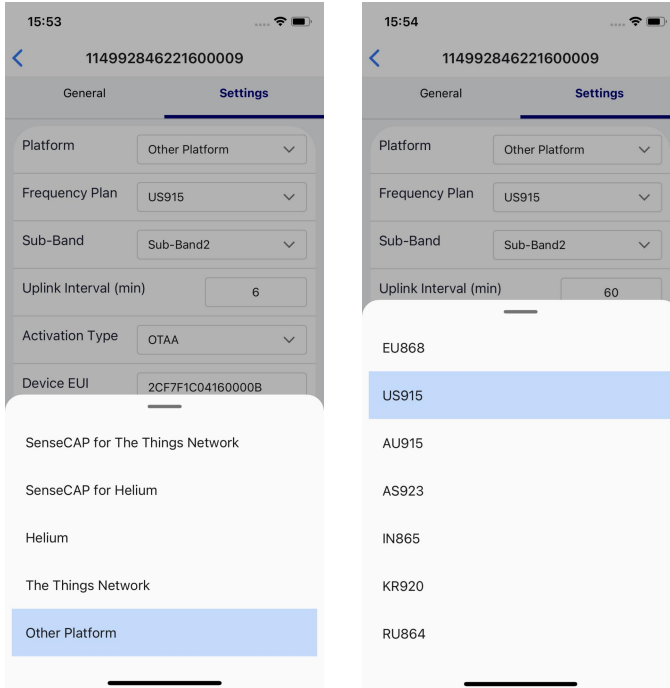 15:53
114992846221600009
General Settings
Platform Other Platform
Frequency Plan US915
Sub-Band Sub-Band2
Uplink Interval (min) 6
Activation Type OTAA
Device EUI 2CF7F1C04160000B
SenseCAP for The Things Network
SenseCAP for Helium
Helium
The Things Network
Other Platform
15:54
114992846221600009
General Settings
Platform Other Platform
Frequency Plan US915
Sub-Band Sub-Band2
Uplink Interval (min) 60
EU868
US915
AU915
AS923
IN865
KR920
RU864